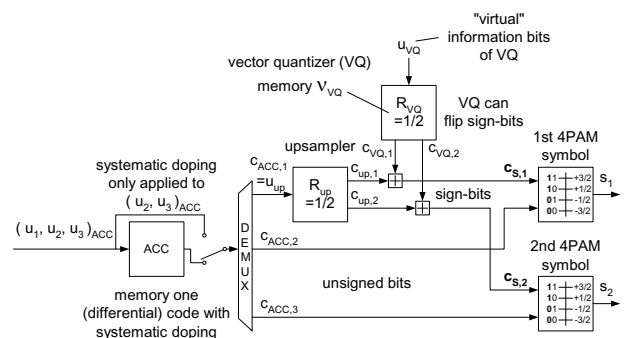 "virtual"
information bits
of VQ
u_VQ
vector quantizer (VQ)
memory ν_VQ
R_VQ
=1/2
VQ can
flip sign-bits
upsampler
c_VQ,1
c_VQ,2
1st 4PAM
symbol
systematic doping
only applied to
( u_2, u_3 )_ACC
c_ACC,1
=u_up
R_up
=1/2
c_up,1
c_up,2
c_S,1
sign-bits
11 +3/2
10 +1/2
01 -1/2
00 -3/2
s_1
( u_1, u_2, u_3 )_ACC
ACC
DEMUX
c_ACC,2
2nd 4PAM
symbol
memory one
(differential) code with
systematic doping
unsigned bits
c_S,2
c_ACC,3
11 +3/2
10 +1/2
01 -1/2
00 -3/2
s_2